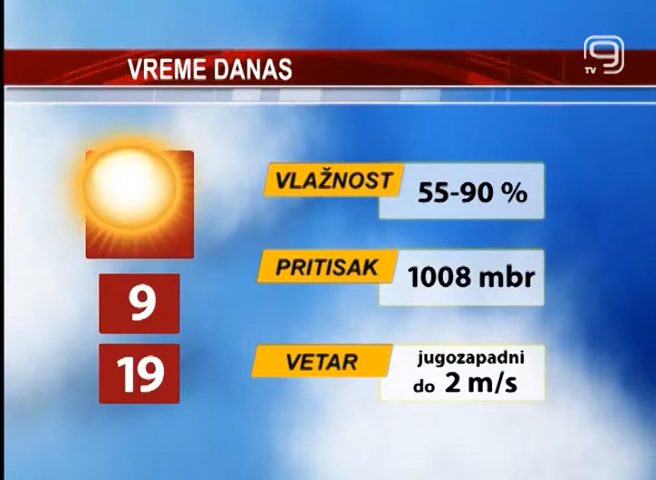 VREME DANAS
9
TV
VLAŽNOST
55-90 %
PRITISAK
1008 mbr
9
19
VETAR
jugozapadni
do 2 m/s